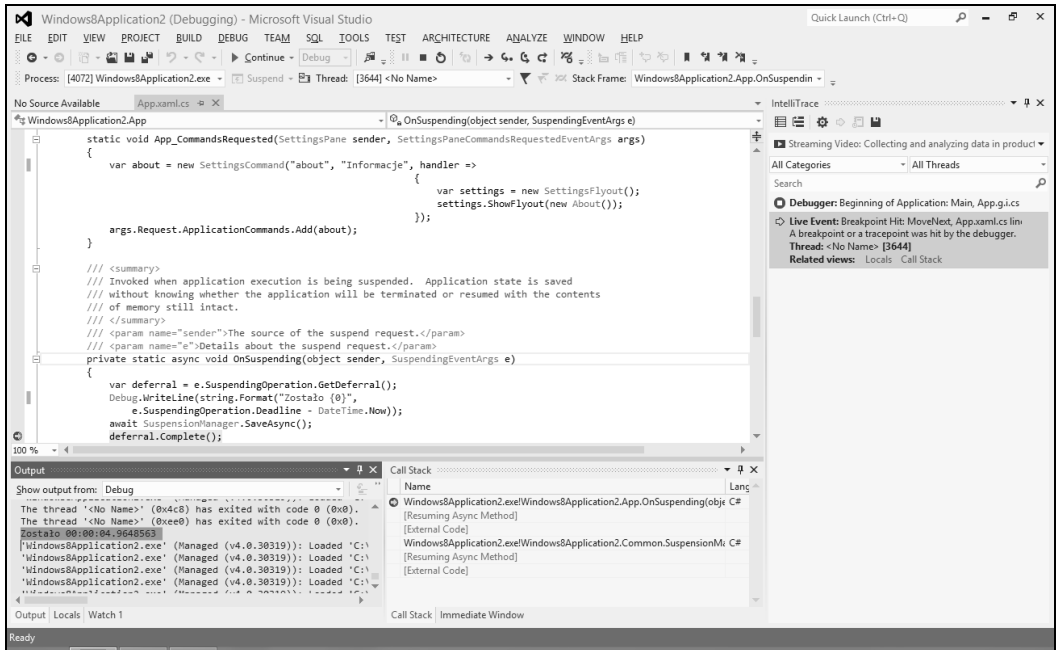 Windows8Application2 (Debugging) - Microsoft Visual Studio
Quick Launch (Ctrl+Q)
FILE EDIT VIEW PROJECT BUILD DEBUG TEAM SQL TOOLS TEST ARCHITECTURE ANALYZE WINDOW HELP
Continue Debug
Process: [4072] Windows8Application2.exe Suspend Thread: [3644] <No Name> Stack Frame: Windows8Application2.App.OnSuspendin
No Source Available App.xaml.cs
Windows8Application2.App OnSuspending(object sender, SuspendingEventArgs e)
static void App_CommandsRequested(SettingsPane sender, SettingsPaneCommandsRequestedEventArgs args)
{
var about = new SettingsCommand("about", "Informacje", handler =>
{
var settings = new SettingsFlyout();
settings.ShowFlyout(new About());
});
args.Request.ApplicationCommands.Add(about);
}
/// <summary>
/// Invoked when application execution is being suspended.  Application state is saved
/// without knowing whether the application will be terminated or resumed with the contents
/// of memory still intact.
/// </summary>
/// <param name="sender">The source of the suspend request.</param>
/// <param name="e">Details about the suspend request.</param>
private static async void OnSuspending(object sender, SuspendingEventArgs e)
{
var deferral = e.SuspendingOperation.GetDeferral();
Debug.WriteLine(string.Format("Zostało {0}",
e.SuspendingOperation.Deadline - DateTime.Now));
await SuspensionManager.SaveAsync();
deferral.Complete();
100 %
IntelliTrace
Streaming Video: Collecting and analyzing data in product
All Categories All Threads
Search
Debugger: Beginning of Application: Main, App.g.i.cs
Live Event: Breakpoint Hit: MoveNext, App.xaml.cs line
A breakpoint or a tracepoint was hit by the debugger.
Thread: <No Name> [3644]
Related views: Locals Call Stack
Output
Show output from: Debug
The thread '<No Name>' (0x4c8) has exited with code 0 (0x0).
The thread '<No Name>' (0xee0) has exited with code 0 (0x0).
Zostało 00:00:04.9648563
'Windows8Application2.exe' (Managed (v4.0.30319)): Loaded 'C:\
'Windows8Application2.exe' (Managed (v4.0.30319)): Loaded 'C:\
'Windows8Application2.exe' (Managed (v4.0.30319)): Loaded 'C:\
'Windows8Application2.exe' (Managed (v4.0.30319)): Loaded 'C:\
Output Locals Watch 1
Call Stack
Name Lang
Windows8Application2.exe!Windows8Application2.App.OnSuspending(obje C#
[Resuming Async Method]
[External Code]
Windows8Application2.exe!Windows8Application2.Common.SuspensionMa C#
[Resuming Async Method]
[External Code]
Call Stack Immediate Window
Ready